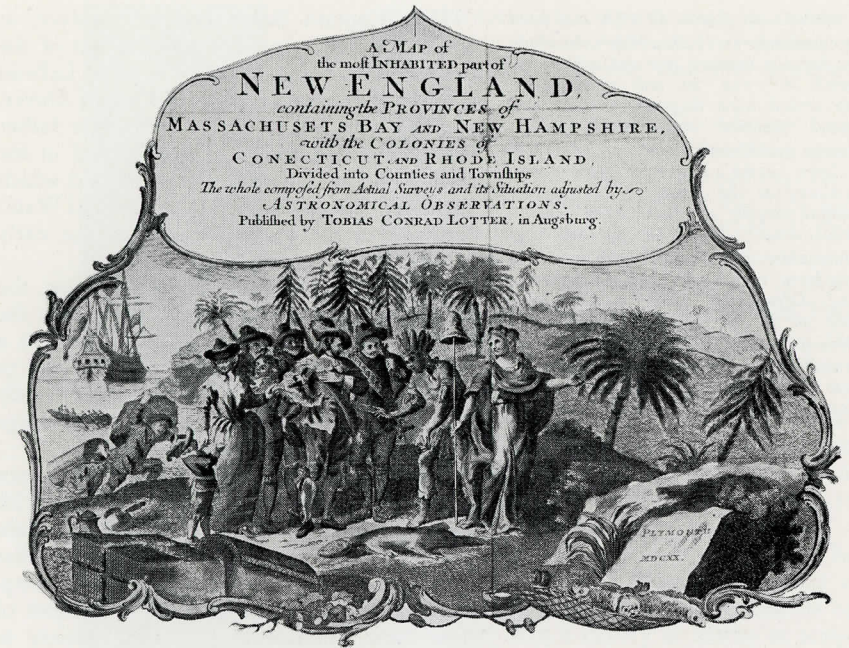 A MAP of
the most INHABITED part of
NEW ENGLAND,
containing the PROVINCES of
MASSACHUSETS BAY AND NEW HAMPSHIRE,
with the COLONIES of
CONECTICUT AND RHODE ISLAND,
Divided into Counties and Townships
The whole composed from Actual Surveys and its Situation adjusted by
ASTRONOMICAL OBSERVATIONS.
Published by TOBIAS CONRAD LOTTER, in Augsburg.
PLYMOUTH
MDCXX.